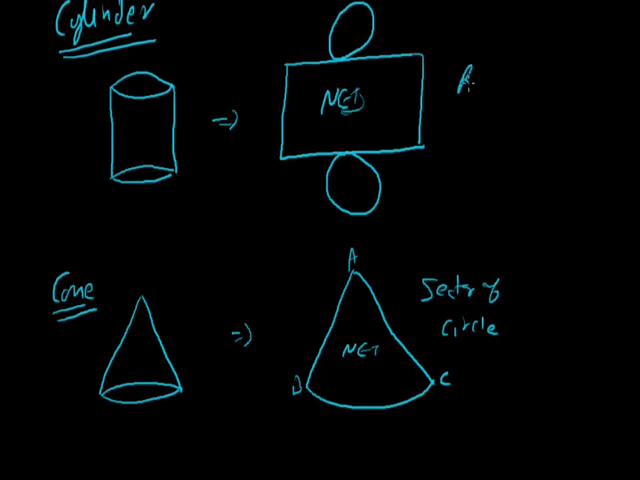 Cylinder
=)
NET
Cone
=)
A
Sector of
circle
NET
B
C